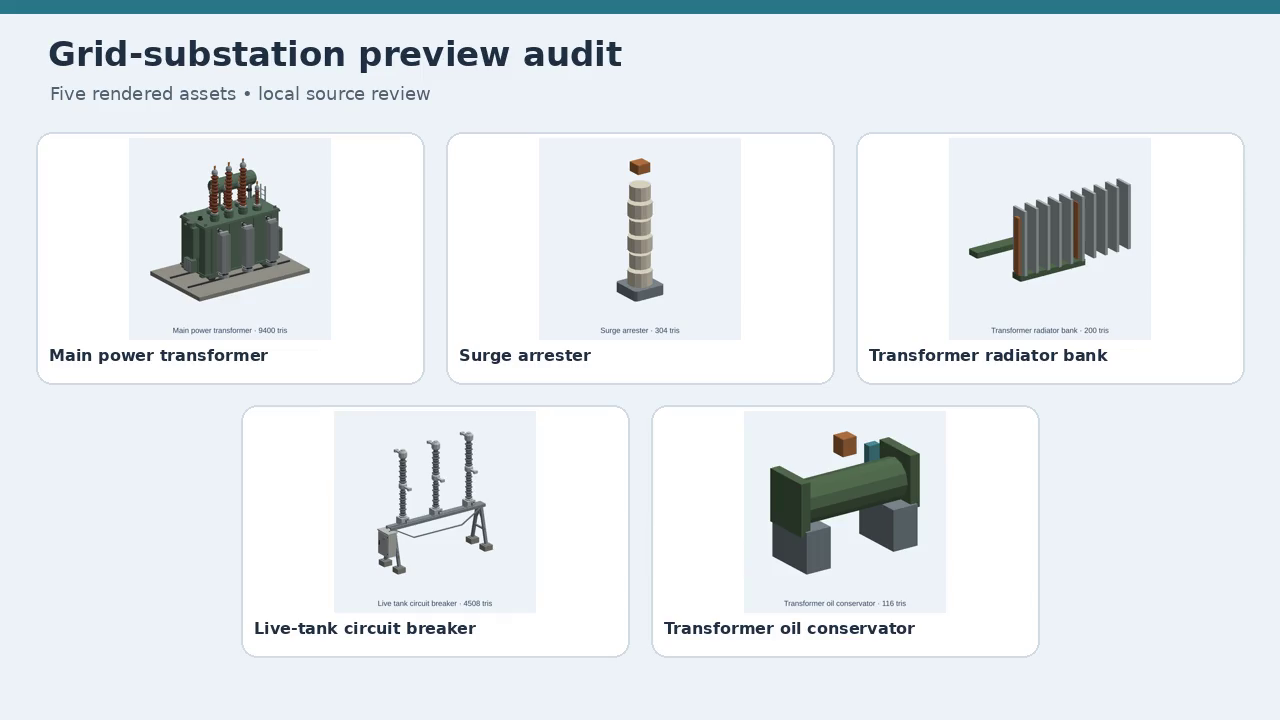 Grid-substation preview audit
Five rendered assets • local source review
Main power transformer · 9400 tris
Main power transformer
Surge arrester · 304 tris
Surge arrester
Transformer radiator bank · 200 tris
Transformer radiator bank
Live tank circuit breaker · 4508 tris
Live-tank circuit breaker
Transformer oil conservator · 116 tris
Transformer oil conservator